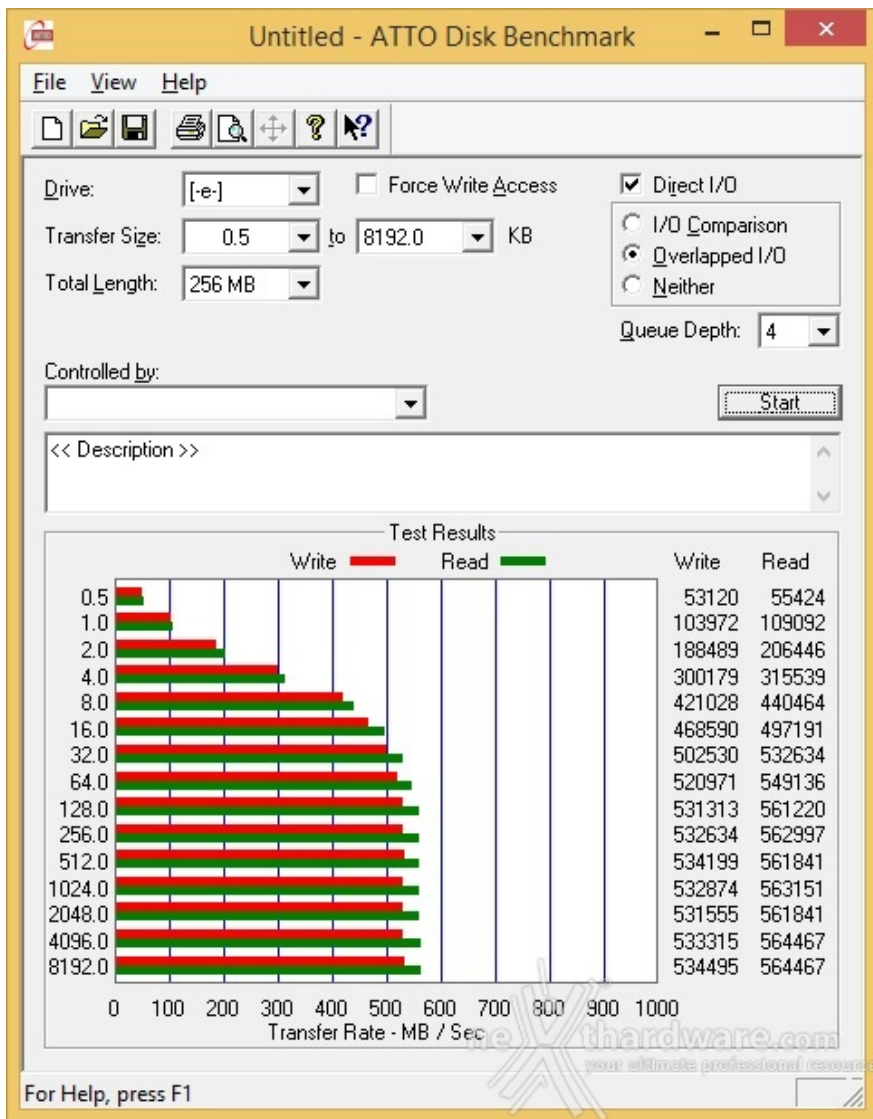 Untitled - ATTO Disk Benchmark
File View Help
Drive: [-e-] Force Write Access Direct I/O
Transfer Size: 0.5 to 8192.0 KB I/O Comparison
Overlapped I/O
Total Length: 256 MB Neither
Queue Depth: 4
Controlled by:
Start
<< Description >>
Test Results
Write Read Write Read
0.5 53120 55424
1.0 103972 109092
2.0 188489 206446
4.0 300179 315539
8.0 421028 440464
16.0 468590 497191
32.0 502530 532634
64.0 520971 549136
128.0 531313 561220
256.0 532634 562997
512.0 534199 561841
1024.0 532874 563151
2048.0 531555 561841
4096.0 533315 564467
8192.0 534495 564467
0 100 200 300 400 500 600 700 800 900 1000
Transfer Rate - MB / Sec
nexthardware.com
your ultimate professional resource
For Help, press F1